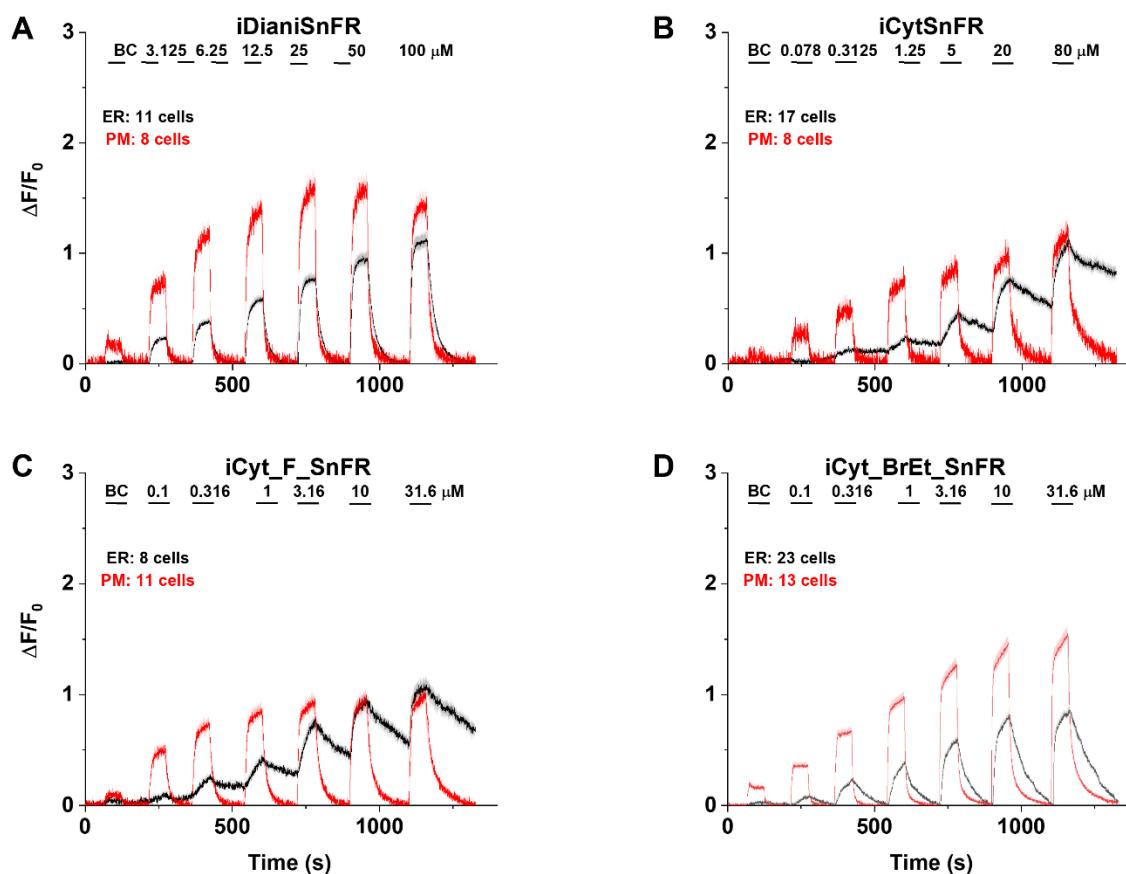 A
iDianiSnFR
BC 3.125 6.25 12.5 25 50 100 μM
ER: 11 cells
PM: 8 cells
ΔF/F0
3
2
1
0
0 500 1000
B
iCytSnFR
BC 0.078 0.3125 1.25 5 20 80 μM
ER: 17 cells
PM: 8 cells
3
2
1
0
0 500 1000
C
iCyt_F_SnFR
BC 0.1 0.316 1 3.16 10 31.6 μM
ER: 8 cells
PM: 11 cells
ΔF/F0
3
2
1
0
0 500 1000
Time (s)
D
iCyt_BrEt_SnFR
BC 0.1 0.316 1 3.16 10 31.6 μM
ER: 23 cells
PM: 13 cells
3
2
1
0
0 500 1000
Time (s)